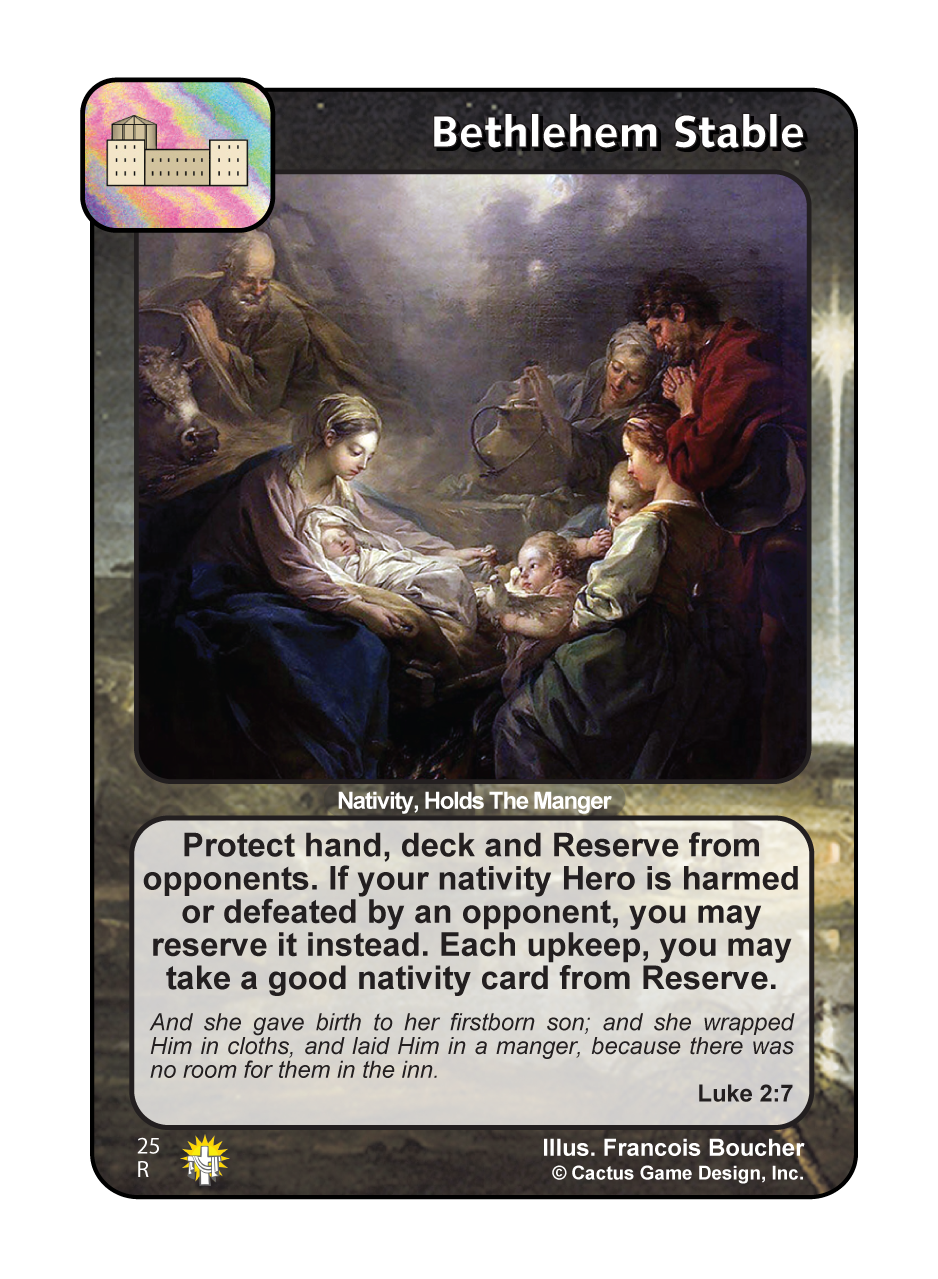 Bethlehem Stable
Nativity, Holds The Manger
Protect hand, deck and Reserve from
opponents. If your nativity Hero is harmed
or defeated by an opponent, you may
reserve it instead. Each upkeep, you may
take a good nativity card from Reserve.
And she gave birth to her firstborn son; and she wrapped
Him in cloths, and laid Him in a manger, because there was
no room for them in the inn.
Luke 2:7
25
R
Illus. Francois Boucher
© Cactus Game Design, Inc.